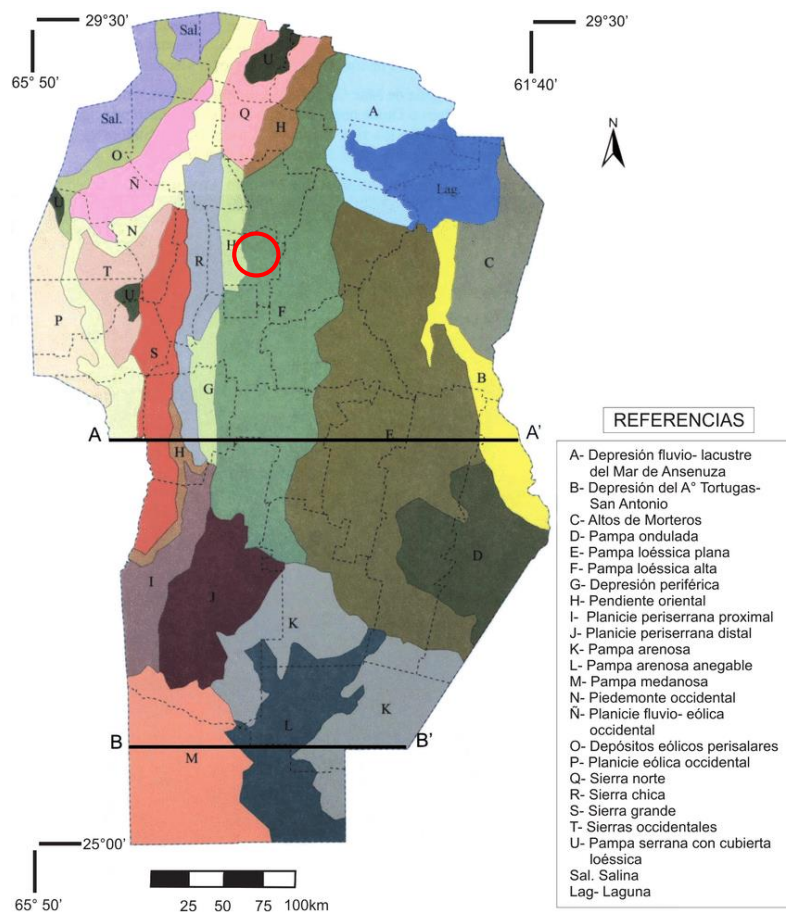 29°30'
29°30'
65° 50'
61°40'
N
Sal.
U
Sal.
Q
H
A
O
Ñ
Lag.
U
N
H
R
T
C
U
P
F
S
B
G
A
A'
E
H
D
I
J
K
L
K
B
B'
M
25°00'
65° 50'
25 50 75 100km
REFERENCIAS
A- Depresión fluvio- lacustre
del Mar de Ansenuza
B- Depresión del A° Tortugas-
San Antonio
C- Altos de Morteros
D- Pampa ondulada
E- Pampa loéssica plana
F- Pampa loéssica alta
G- Depresión periférica
H- Pendiente oriental
I- Planicie periserrana proximal
J- Planicie periserrana distal
K- Pampa arenosa
L- Pampa arenosa anegable
M- Pampa medanosa
N- Piedemonte occidental
Ñ- Planicie fluvio- eólica
occidental
O- Depósitos eólicos perisalares
P- Planicie eólica occidental
Q- Sierra norte
R- Sierra chica
S- Sierra grande
T- Sierras occidentales
U- Pampa serrana con cubierta
loéssica
Sal. Salina
Lag- Laguna